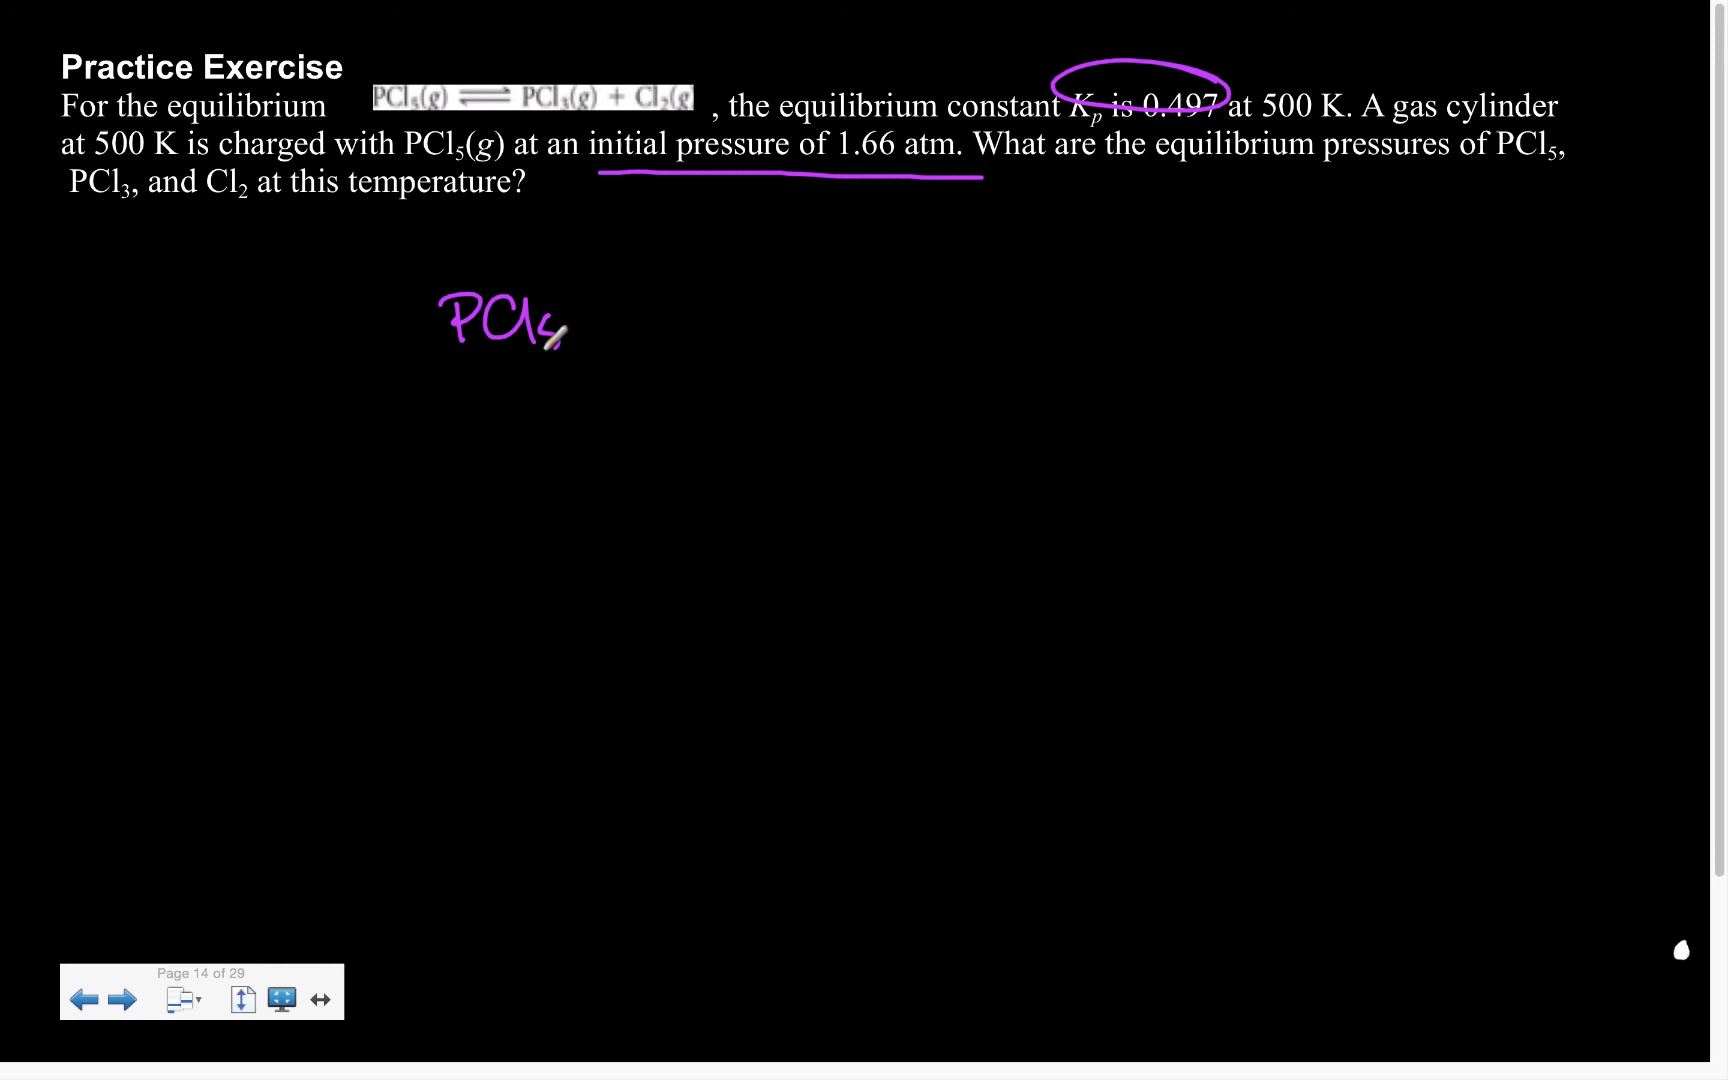 Practice Exercise
For the equilibrium PCl₅(g) ⇌ PCl₃(g) + Cl₂(g , the equilibrium constant Kₚ is 0.497 at 500 K. A gas cylinder
at 500 K is charged with PCl₅(g) at an initial pressure of 1.66 atm. What are the equilibrium pressures of PCl₅,
PCl₃, and Cl₂ at this temperature?
PCl₅
Page 14 of 29